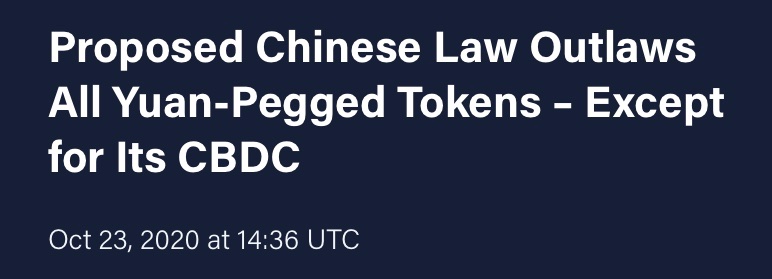 Proposed Chinese Law Outlaws
All Yuan-Pegged Tokens – Except
for Its CBDC
Oct 23, 2020 at 14:36 UTC